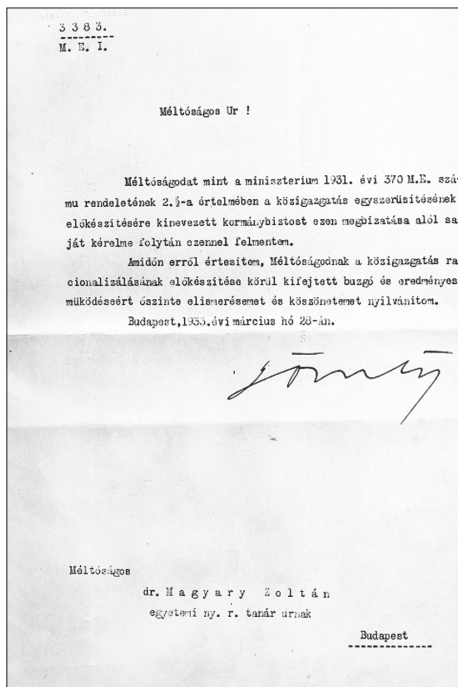 3383.
M. E. I.
Méltóságos Ur !
Méltóságodat mint a miniszterium 1931. évi 370 M.E. szá-
mu rendeletének 2.§-a értelmében a közigazgatás egyszerüsitésének
előkészitésére kinevezett kormánybiztost ezen megbizatása alól sa-
ját kérelme folytán ezennel felmentem.
Amidőn erről értesitem, Méltóságodnak a közigazgatás ra-
cionalizálásának előkészitése körül kifejtett buzgó és eredményes
müködéseért őszinte elismerésemet és köszönetemet nyilvánitom.
Budapest,1933.évi március hó 28-án.
Méltóságos
dr. Magyary Zoltán
egyetemi ny. r. tanár urnak
Budapest